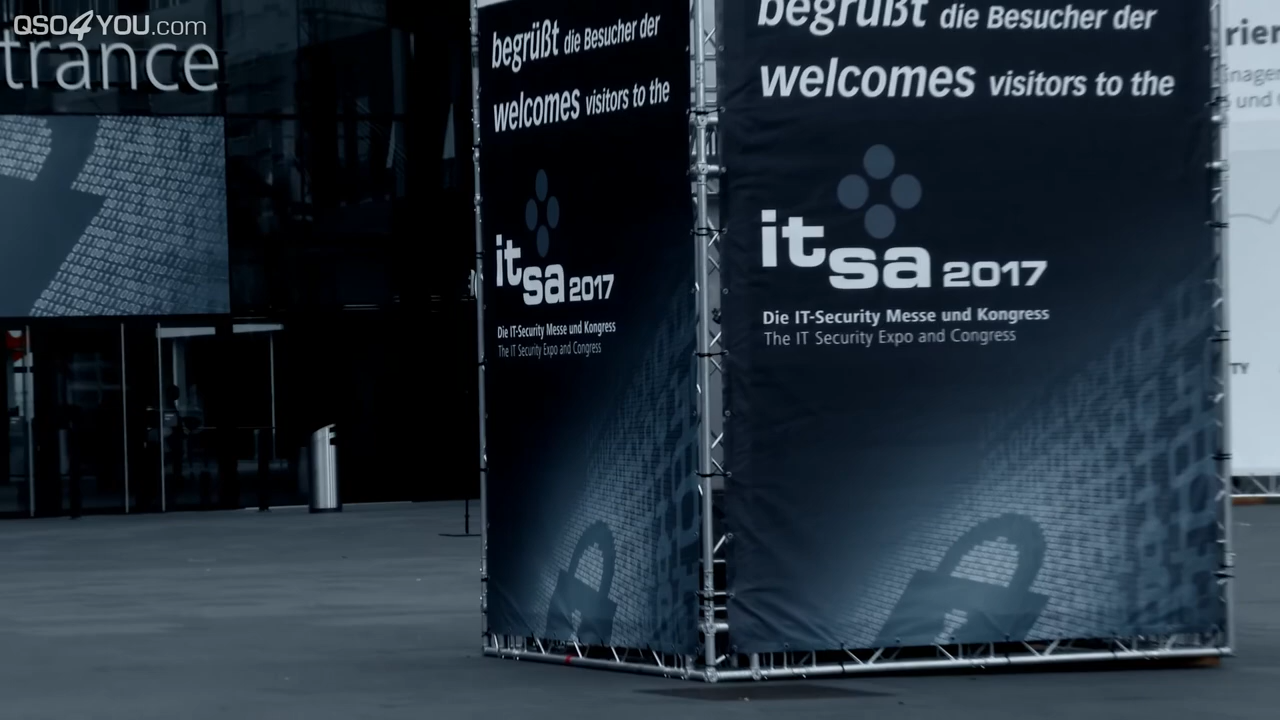 QSO4YOU.com
trance
begrüßt die Besucher der
welcomes visitors to the
it
sa 2017
Die IT-Security Messe und Kongress
The IT Security Expo and Congress
begrüßt die Besucher der
welcomes visitors to the
it
sa 2017
Die IT-Security Messe und Kongress
The IT Security Expo and Congress
und
TY